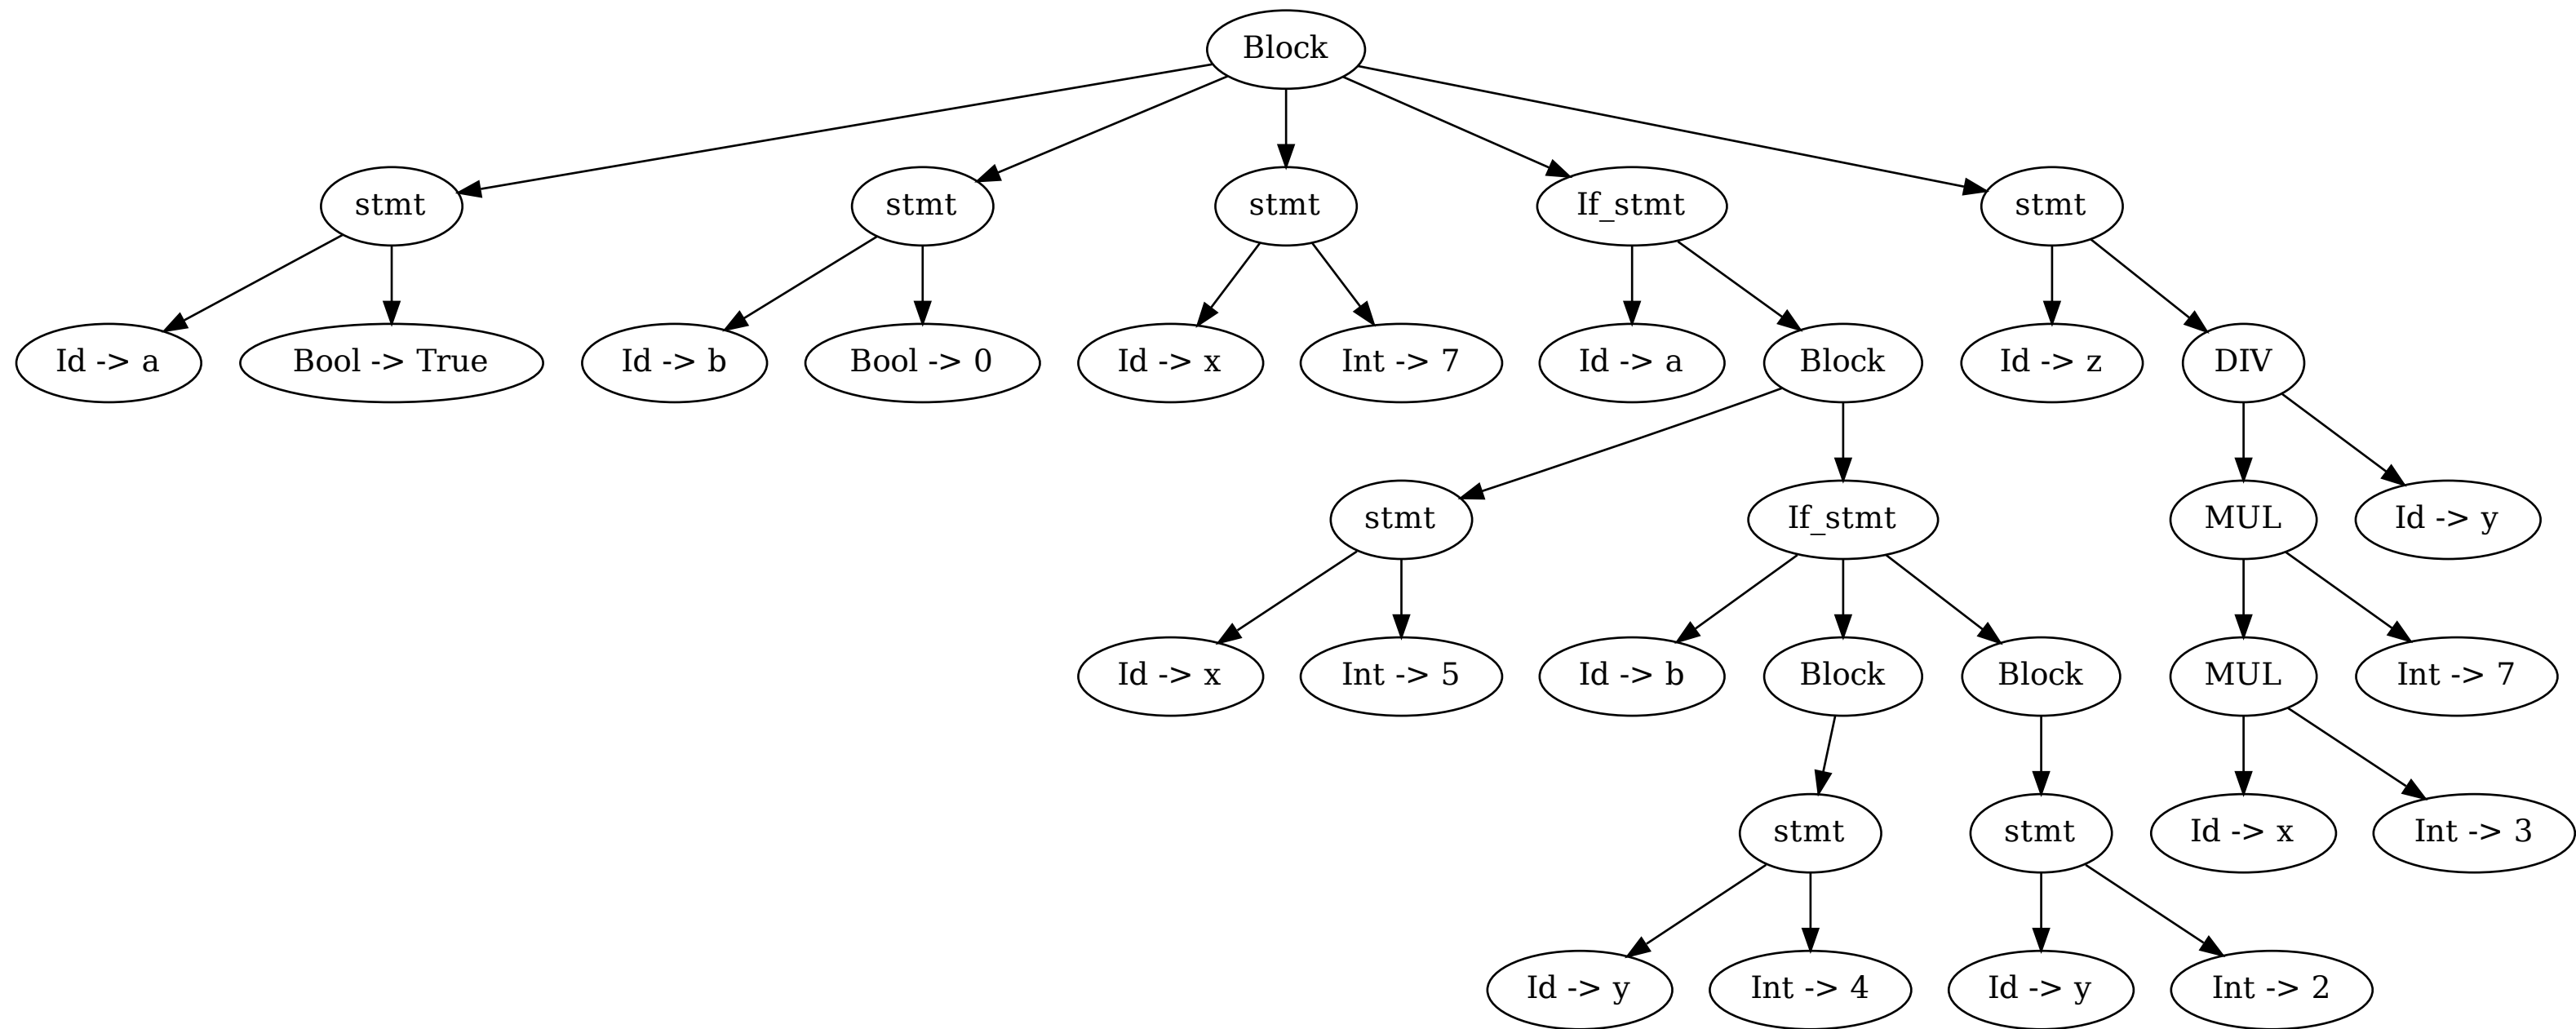 Block
stmt
stmt
stmt
If_stmt
stmt
Id -> a
Bool -> True
Id -> b
Bool -> 0
Id -> x
Int -> 7
Id -> a
Block
Id -> z
DIV
stmt
If_stmt
MUL
Id -> y
Id -> x
Int -> 5
Id -> b
Block
Block
MUL
Int -> 7
stmt
stmt
Id -> x
Int -> 3
Id -> y
Int -> 4
Id -> y
Int -> 2